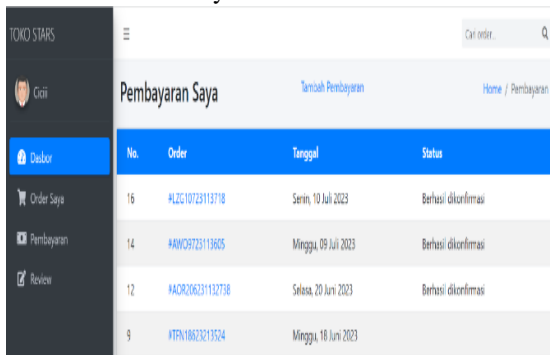 TOKO STARS
Cari order...
Ciciii
Pembayaran Saya
Tambah Pembayaran
Home / Pembayaran
Dasbor
Order Saya
Pembayaran
Review
No. Order Tanggal Status
16 #LZG10723113718 Senin, 10 Juli 2023 Berhasil dikonfirmasi
14 #AWO9723113605 Minggu, 09 Juli 2023 Berhasil dikonfirmasi
12 #AOR206231132738 Selasa, 20 Juni 2023 Berhasil dikonfirmasi
9 #TFN18623213524 Minggu, 18 Juni 2023